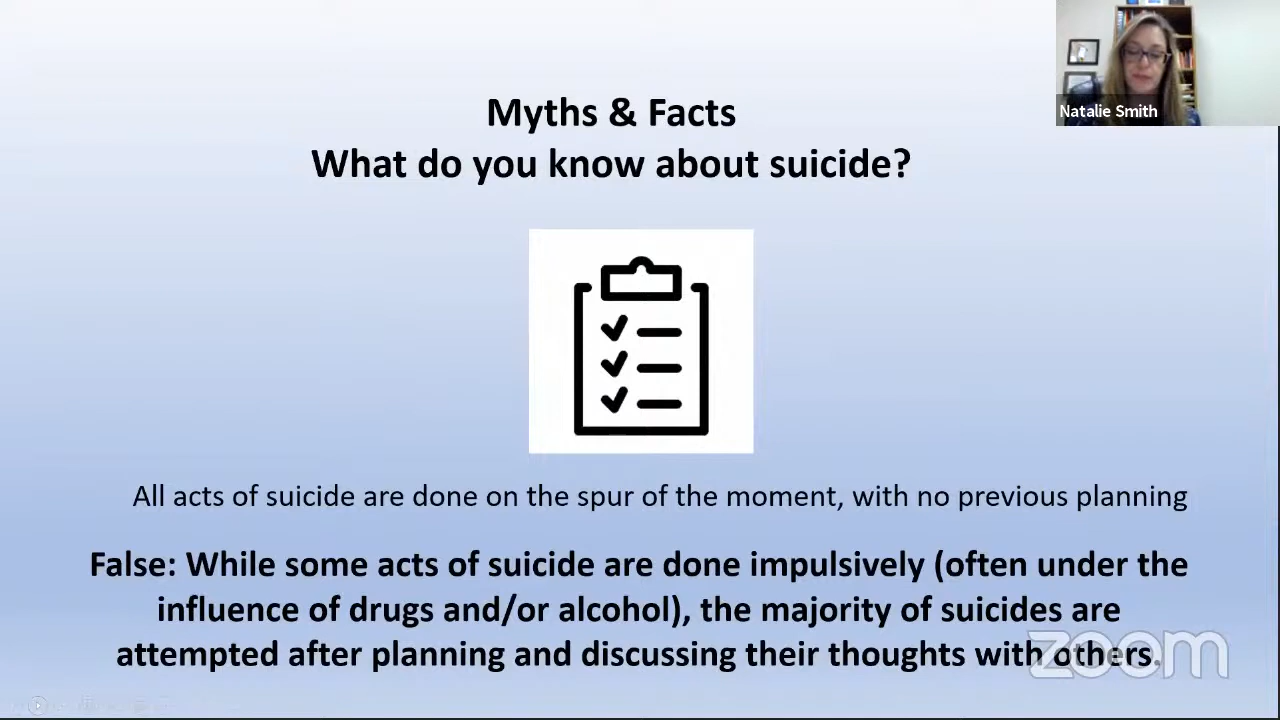 Natalie Smith
Myths & Facts
What do you know about suicide?
All acts of suicide are done on the spur of the moment, with no previous planning
False: While some acts of suicide are done impulsively (often under the
influence of drugs and/or alcohol), the majority of suicides are
attempted after planning and discussing their thoughts with others.
zoom